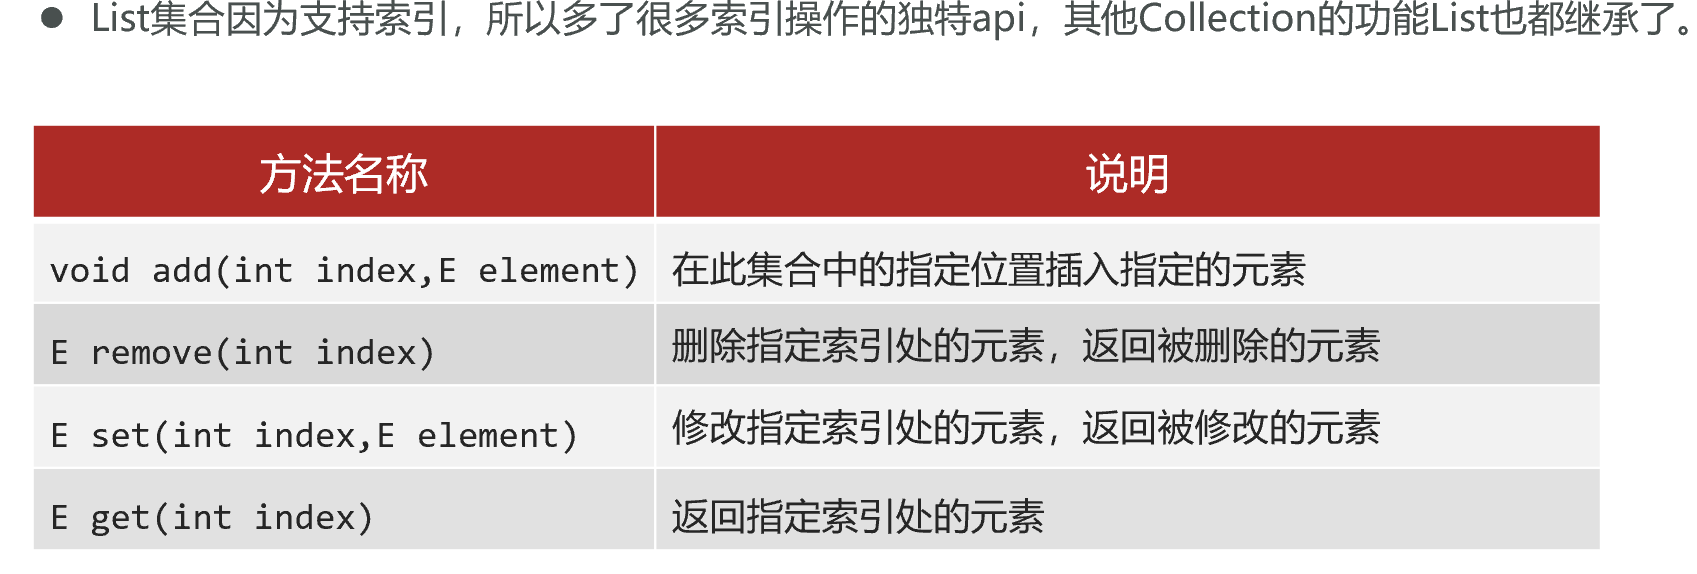 ● List集合因为支持索引，所以多了很多索引操作的独特api，其他Collection的功能List也都继承了。
方法名称 说明
void add(int index,E element) 在此集合中的指定位置插入指定的元素
E remove(int index) 删除指定索引处的元素，返回被删除的元素
E set(int index,E element) 修改指定索引处的元素，返回被修改的元素
E get(int index) 返回指定索引处的元素